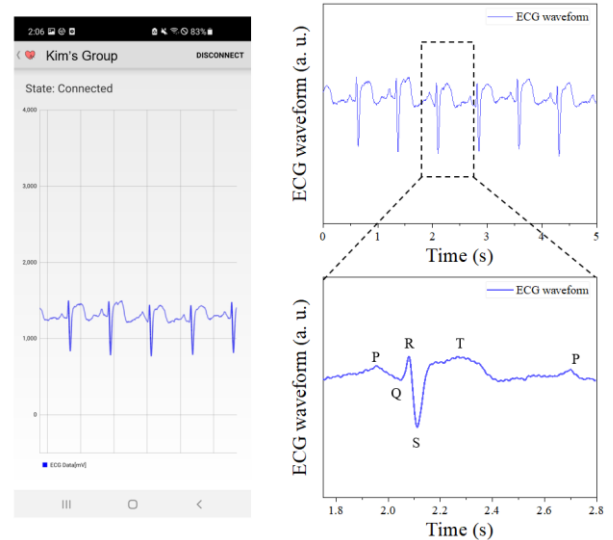 2:06 83%
Kim's Group DISCONNECT
State: Connected
4,000
3,000
2,000
1,000
0
ECG Data[mV]
ECG waveform (a. u.)
ECG waveform
0 1 2 3 4 5
Time (s)
ECG waveform (a. u.)
ECG waveform
P R T P
Q
S
1.8 2.0 2.2 2.4 2.6 2.8
Time (s)